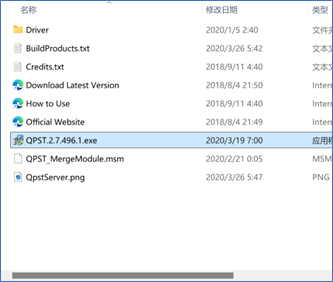 名称 修改日期 类型
Driver 2020/1/5 2:40 文件夹
BuildProducts.txt 2020/3/26 5:42 文本文
Credits.txt 2018/9/11 4:40 文本文
Download Latest Version 2018/8/4 21:50 Intern
How to Use 2018/9/11 4:40 Intern
Official Website 2018/8/4 21:49 Intern
QPST.2.7.496.1.exe 2020/3/19 7:00 应用程
QPST_MergeModule.msm 2020/2/21 0:05 MSM
QpstServer.png 2020/3/26 5:47 PNG